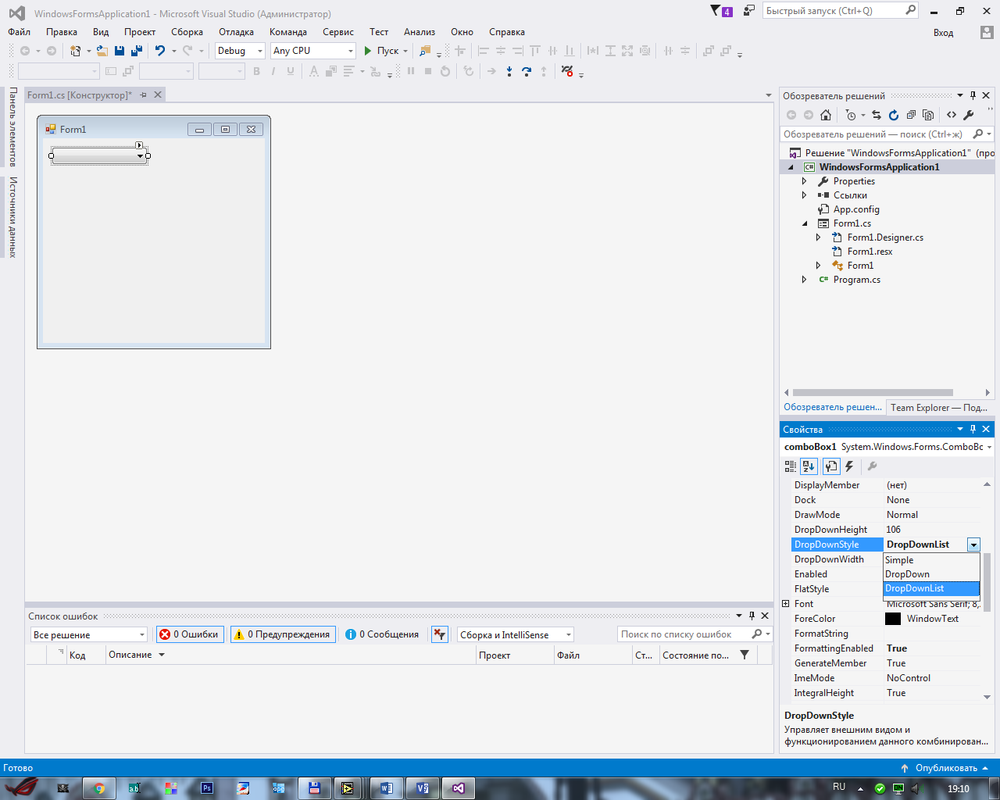 WindowsFormsApplication1 - Microsoft Visual Studio (Администратор)
4
Быстрый запуск (Ctrl+Q)
Файл Правка Вид Проект Сборка Отладка Команда Сервис Тест Анализ Окно Справка
Вход
Debug Any CPU Пуск
Панель элементов
Источники данных
Form1.cs [Конструктор]*
Form1
Обозреватель решений
Обозреватель решений — поиск (Ctrl+ж)
Решение "WindowsFormsApplication1" (про
WindowsFormsApplication1
Properties
Ссылки
App.config
Form1.cs
Form1.Designer.cs
Form1.resx
Form1
Program.cs
Обозреватель решен... Team Explorer — Под...
Свойства
comboBox1 System.Windows.Forms.ComboBo
DisplayMember (нет)
Dock None
DrawMode Normal
DropDownHeight 106
DropDownStyle DropDownList
DropDownWidth
Enabled
FlatStyle
Simple
DropDown
DropDownList
Font Microsoft Sans Serif; 8,
ForeColor WindowText
FormatString
FormattingEnabled True
GenerateMember True
ImeMode NoControl
IntegralHeight True
DropDownStyle
Управляет внешним видом и
функционированием данного комбинирован...
Список ошибок
Все решение 0 Ошибки 0 Предупреждения 0 Сообщения Сборка и IntelliSense Поиск по списку ошибок
Код Описание Проект Файл Ст... Состояние по...
Готово
Опубликовать
RU 19:10